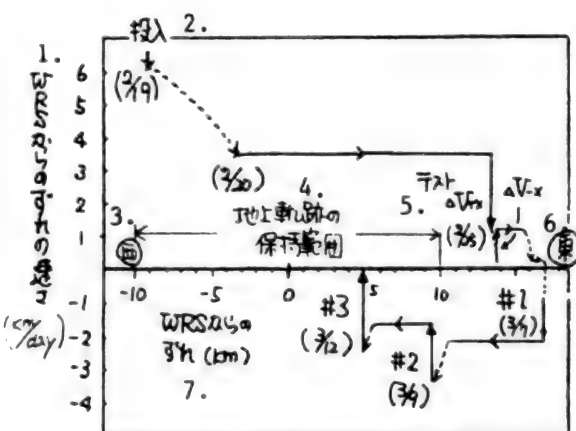 投入 2.
1.
WRSからのずれの速さ
(km/day)
6
5
4
3
2
1
-1
-2
-3
-4
(2/19)
(2/20)
3.
西
4.
地上軌跡の
保持範囲
5.
テスト
ΔV+x
(2/25)
ΔV-x
6.
東
-10
-5
0
5
10
#3
(3/12)
#2
(3/9)
#1
WRSからの
ずれ (km)
7.